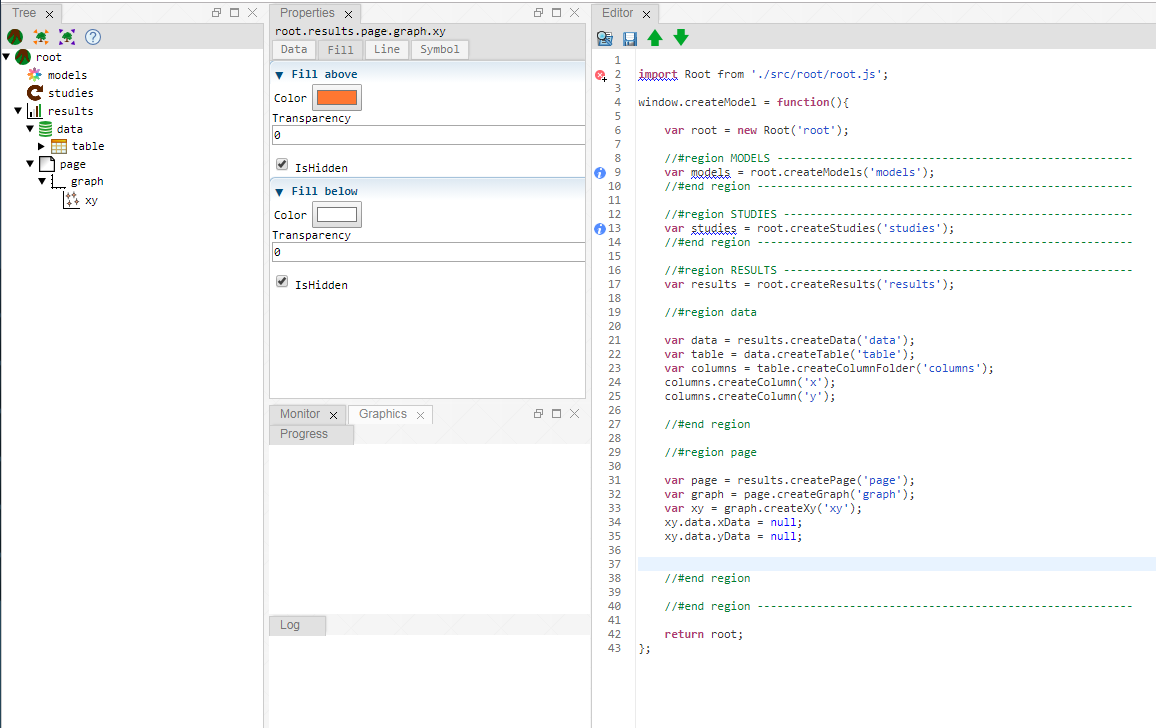 Tree
root
models
studies
results
data
table
page
graph
xy
Properties
root.results.page.graph.xy
Data Fill Line Symbol
Fill above
Color
Transparency
0
IsHidden
Fill below
Color
Transparency
0
IsHidden
Monitor Graphics
Progress
Log
Editor
1
2 import Root from './src/root/root.js';
3
4 window.createModel = function(){
5
6 var root = new Root('root');
7
8 //#region MODELS ------------------------------------------------------
9 var models = root.createModels('models');
10 //#end region ---------------------------------------------------------
11
12 //#region STUDIES -----------------------------------------------------
13 var studies = root.createStudies('studies');
14 //#end region ---------------------------------------------------------
15
16 //#region RESULTS -----------------------------------------------------
17 var results = root.createResults('results');
18
19 //#region data
20
21 var data = results.createData('data');
22 var table = data.createTable('table');
23 var columns = table.createColumnFolder('columns');
24 columns.createColumn('x');
25 columns.createColumn('y');
26
27 //#end region
28
29 //#region page
30
31 var page = results.createPage('page');
32 var graph = page.createGraph('graph');
33 var xy = graph.createXy('xy');
34 xy.data.xData = null;
35 xy.data.yData = null;
36
37
38 //#end region
39
40 //#end region ---------------------------------------------------------
41
42 return root;
43 };